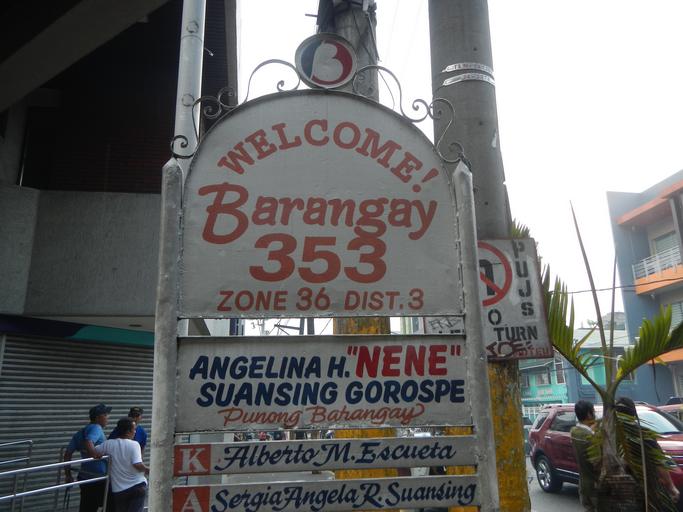 B
WELCOME!
Barangay
353
ZONE 36 DIST. 3
ANGELINA H. "NENE"
SUANSING GOROSPE
Punong Barangay
K Alberto M. Escueta
A Sergia Angela R. Suansing
PUJS
O TURN